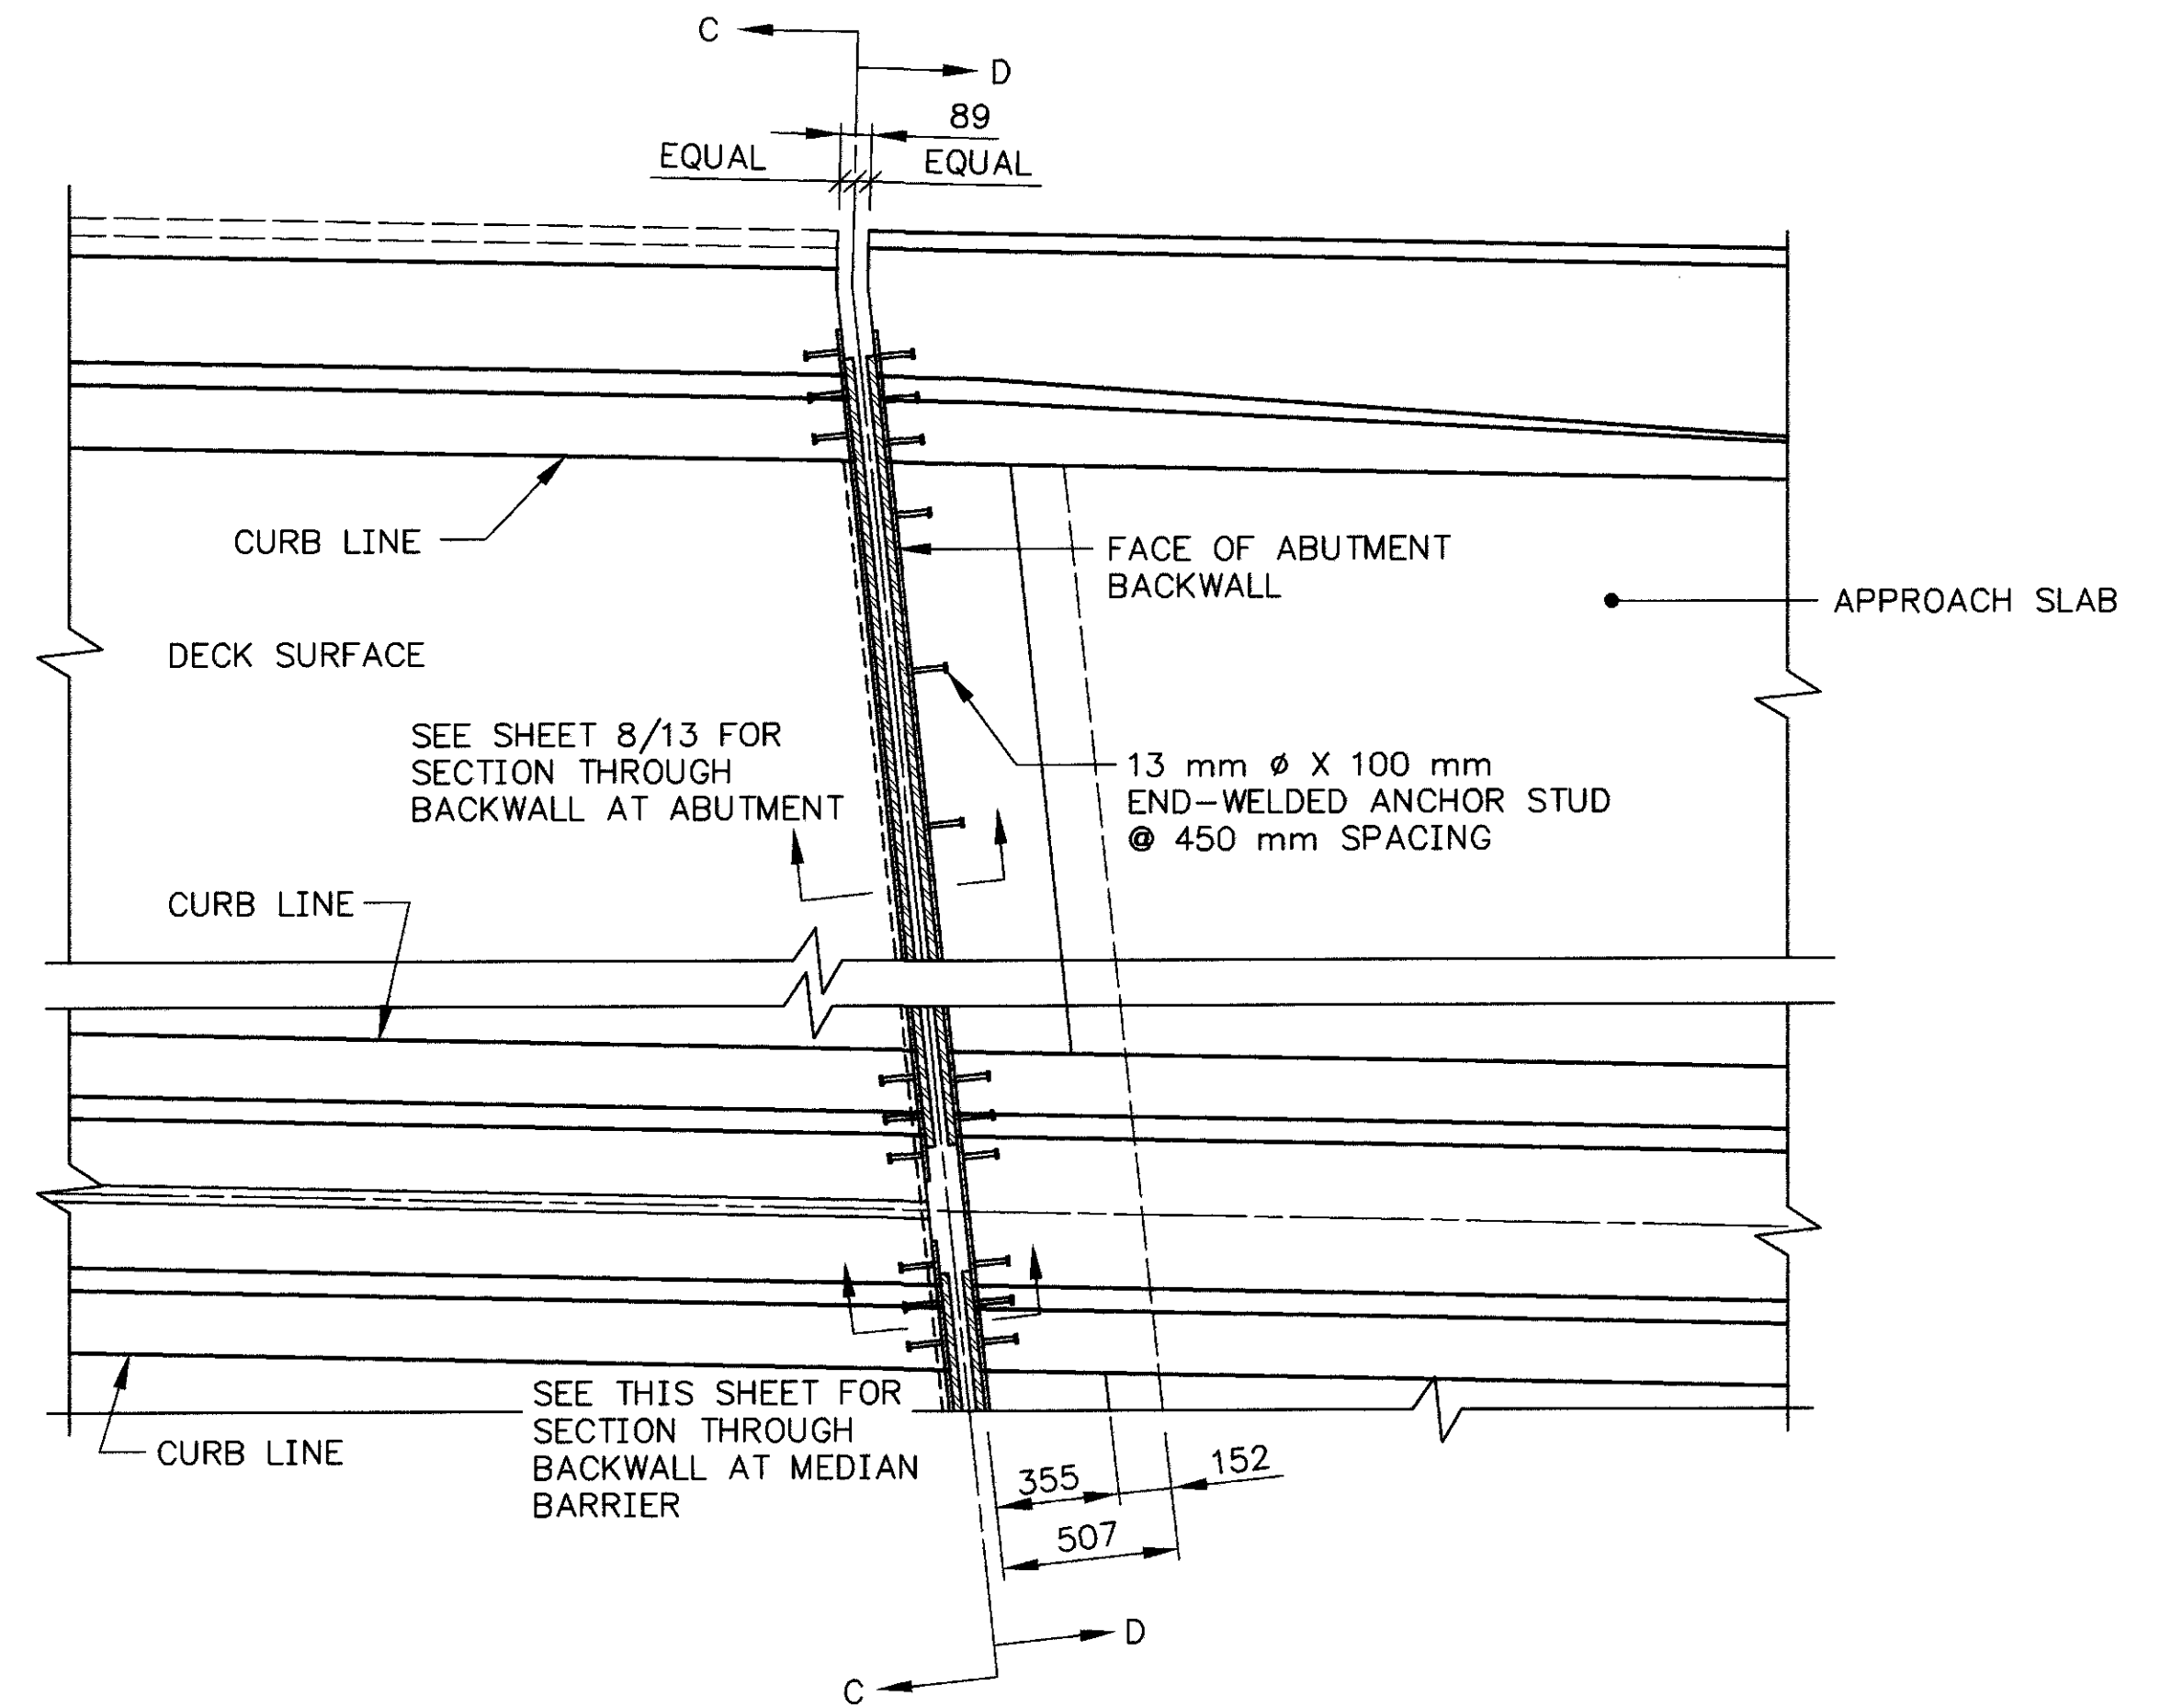 C
D
89
EQUAL
EQUAL
CURB LINE
FACE OF ABUTMENT
BACKWALL
APPROACH SLAB
DECK SURFACE
SEE SHEET 8/13 FOR
SECTION THROUGH
BACKWALL AT ABUTMENT
13 mm ø X 100 mm
END-WELDED ANCHOR STUD
@ 450 mm SPACING
CURB LINE
SEE THIS SHEET FOR
SECTION THROUGH
BACKWALL AT MEDIAN
BARRIER
CURB LINE
355
152
507
D
C